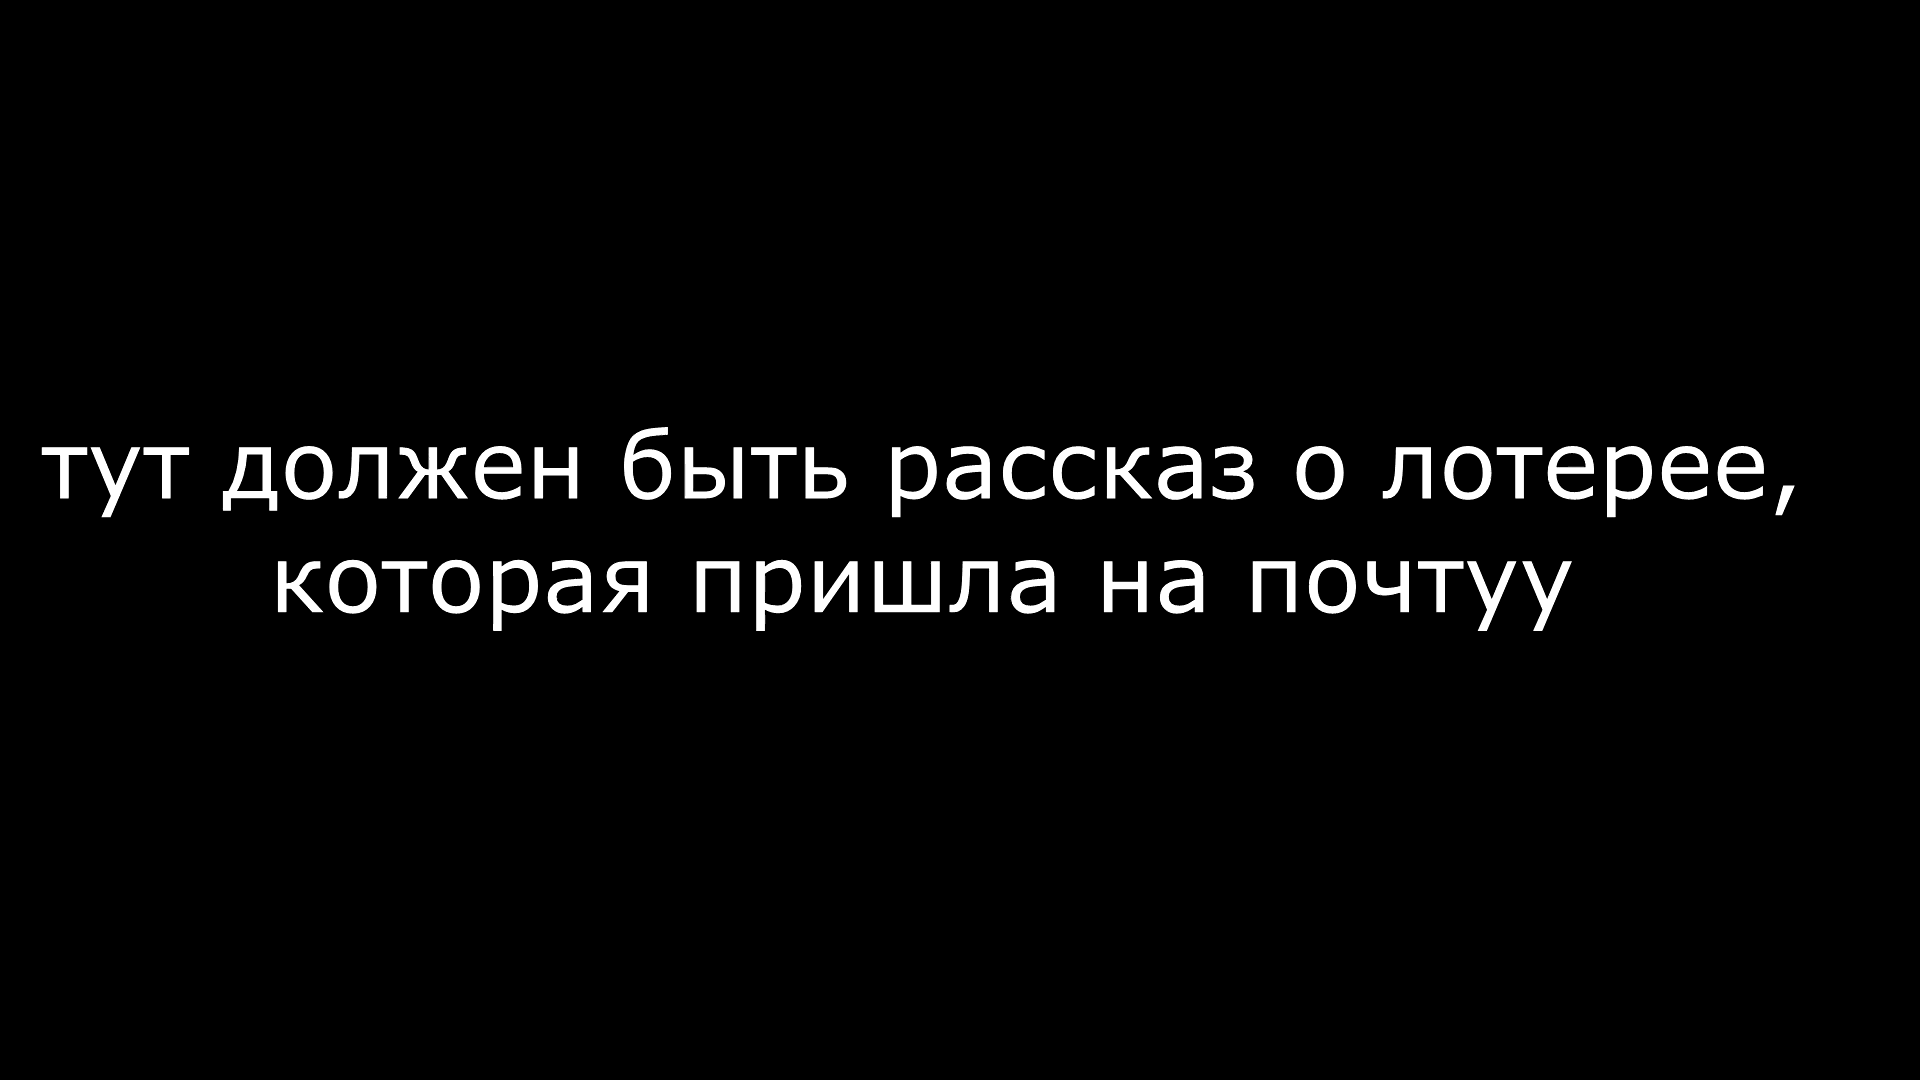 тут должен быть рассказ о лотерее,
которая пришла на почтуу